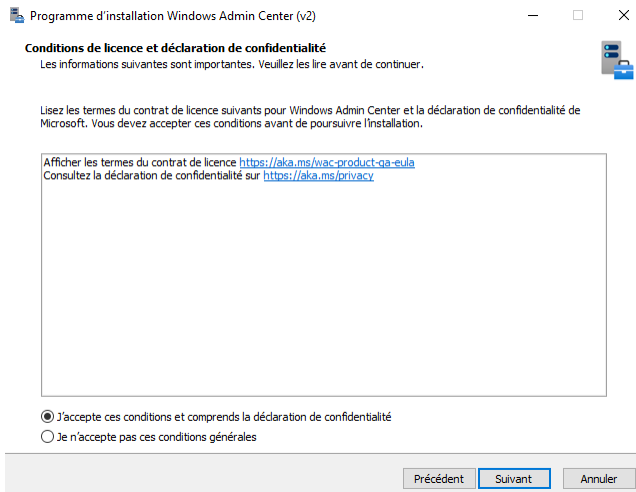 Programme d'installation Windows Admin Center (v2)
Conditions de licence et déclaration de confidentialité
Les informations suivantes sont importantes. Veuillez les lire avant de continuer.
Lisez les termes du contrat de licence suivants pour Windows Admin Center et la déclaration de confidentialité de
Microsoft. Vous devez accepter ces conditions avant de poursuivre l'installation.
Afficher les termes du contrat de licence https://aka.ms/wac-product-ga-eula
Consultez la déclaration de confidentialité sur https://aka.ms/privacy
J'accepte ces conditions et comprends la déclaration de confidentialité
Je n'accepte pas ces conditions générales
Précédent Suivant Annuler